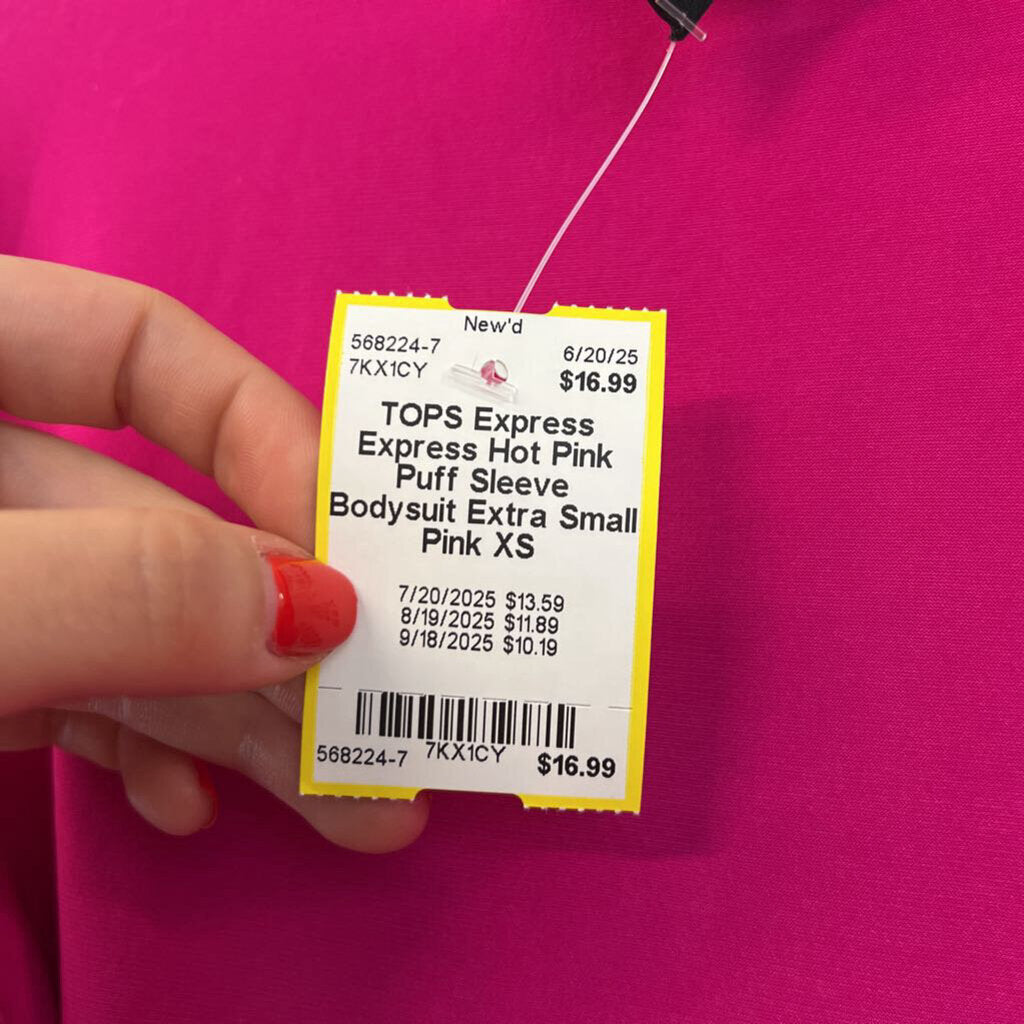 New'd
568224-7
6/20/25
7KX1CY
$16.99
TOPS Express
Express Hot Pink
Puff Sleeve
Bodysuit Extra Small
Pink XS
7/20/2025 $13.59
8/19/2025 $11.89
9/18/2025 $10.19
568224-7 7KX1CY $16.99